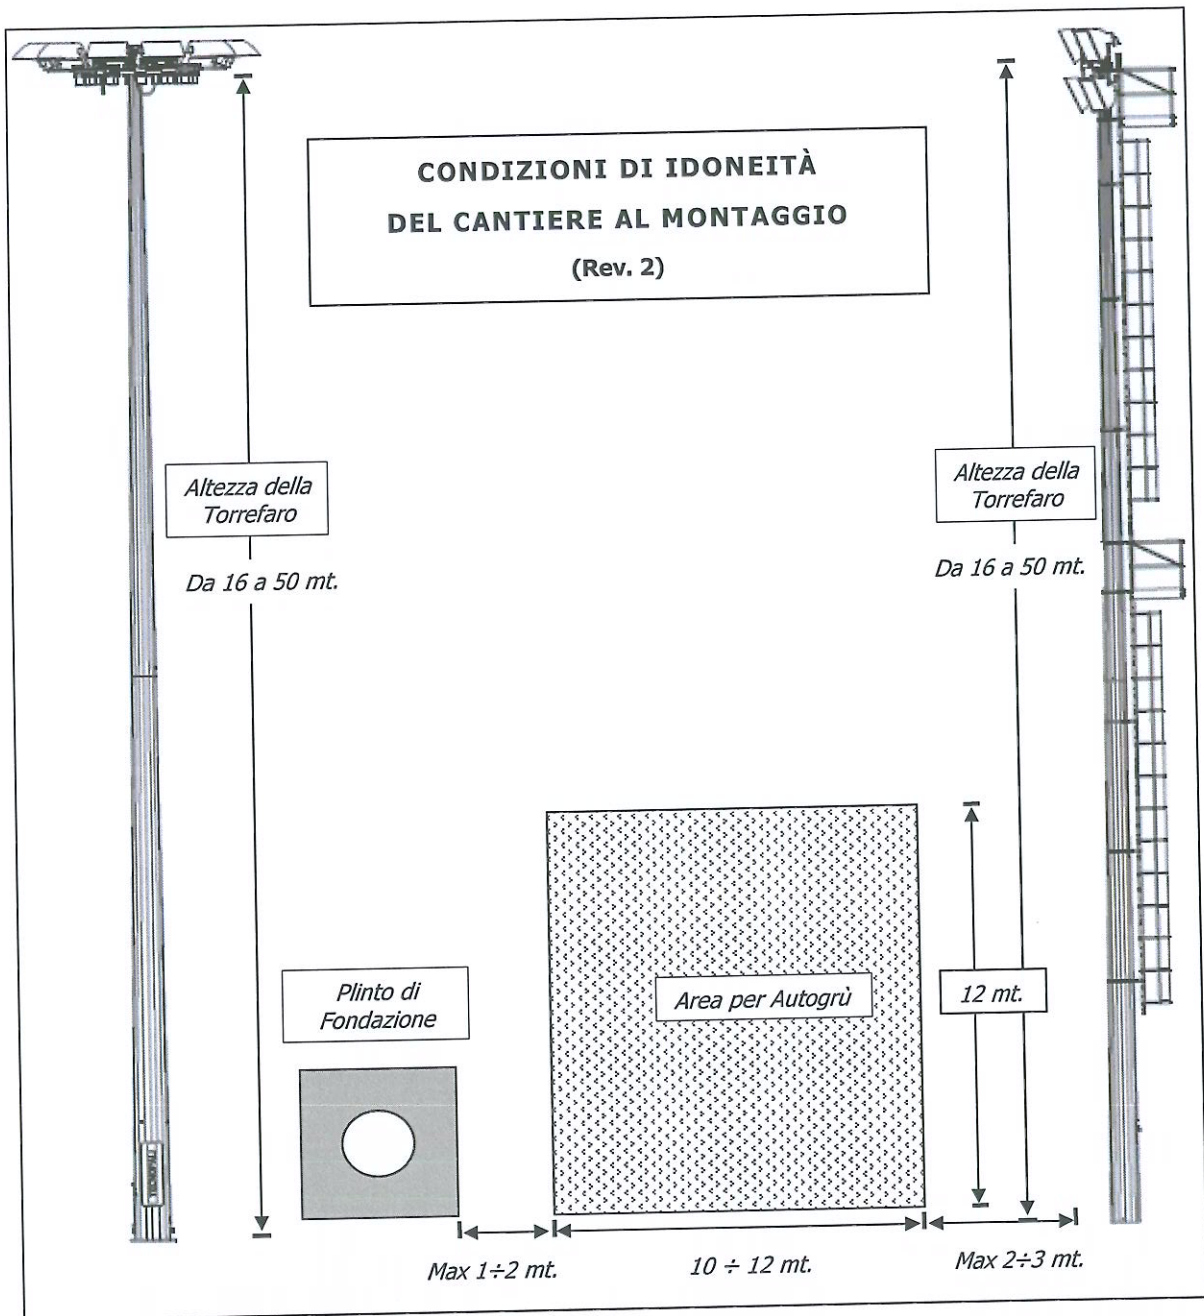 CONDIZIONI DI IDONEITÀ
DEL CANTIERE AL MONTAGGIO
(Rev. 2)
Altezza della
Torrefaro
Da 16 a 50 mt.
Altezza della
Torrefaro
Da 16 a 50 mt.
Plinto di
Fondazione
Area per Autogrù
12 mt.
Max 1÷2 mt.
10 ÷ 12 mt.
Max 2÷3 mt.